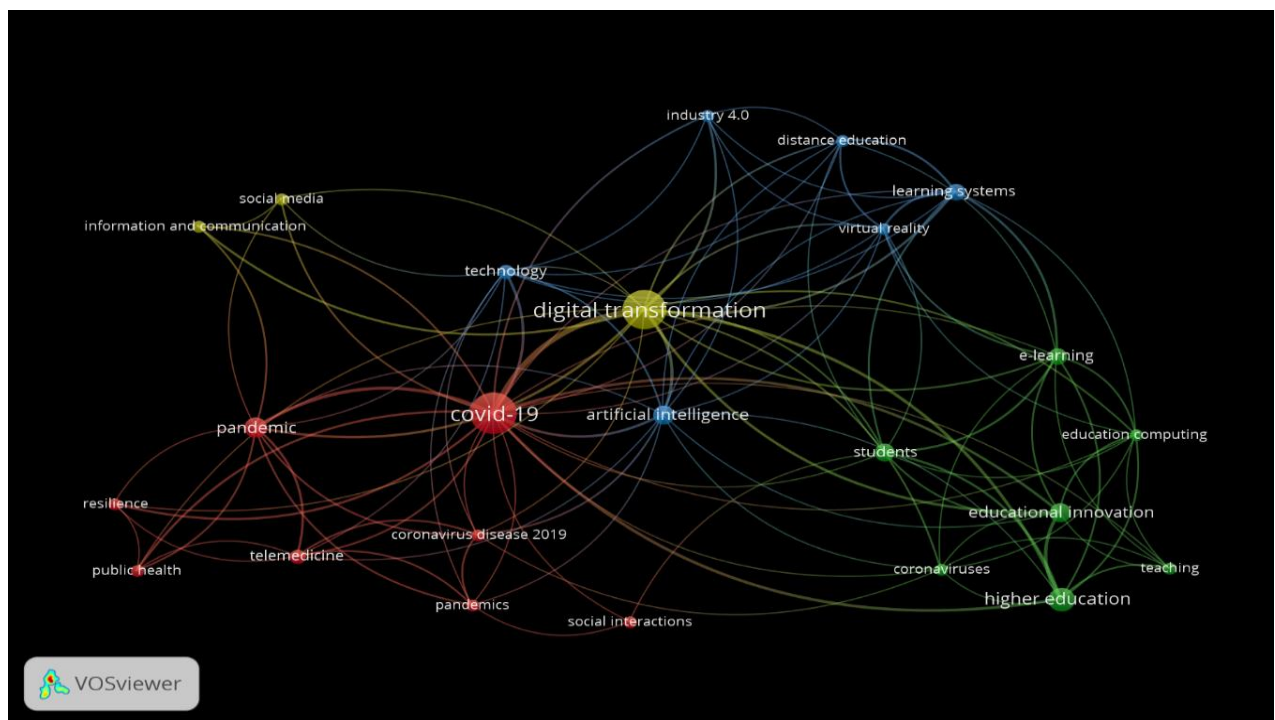 industry 4.0
distance education
learning systems
social media
information and communication
virtual reality
technology
digital transformation
e-learning
covid-19
artificial intelligence
pandemic
education computing
students
resilience
educational innovation
coronavirus disease 2019
telemedicine
public health
coronaviruses
teaching
pandemics
higher education
social interactions
VOSviewer